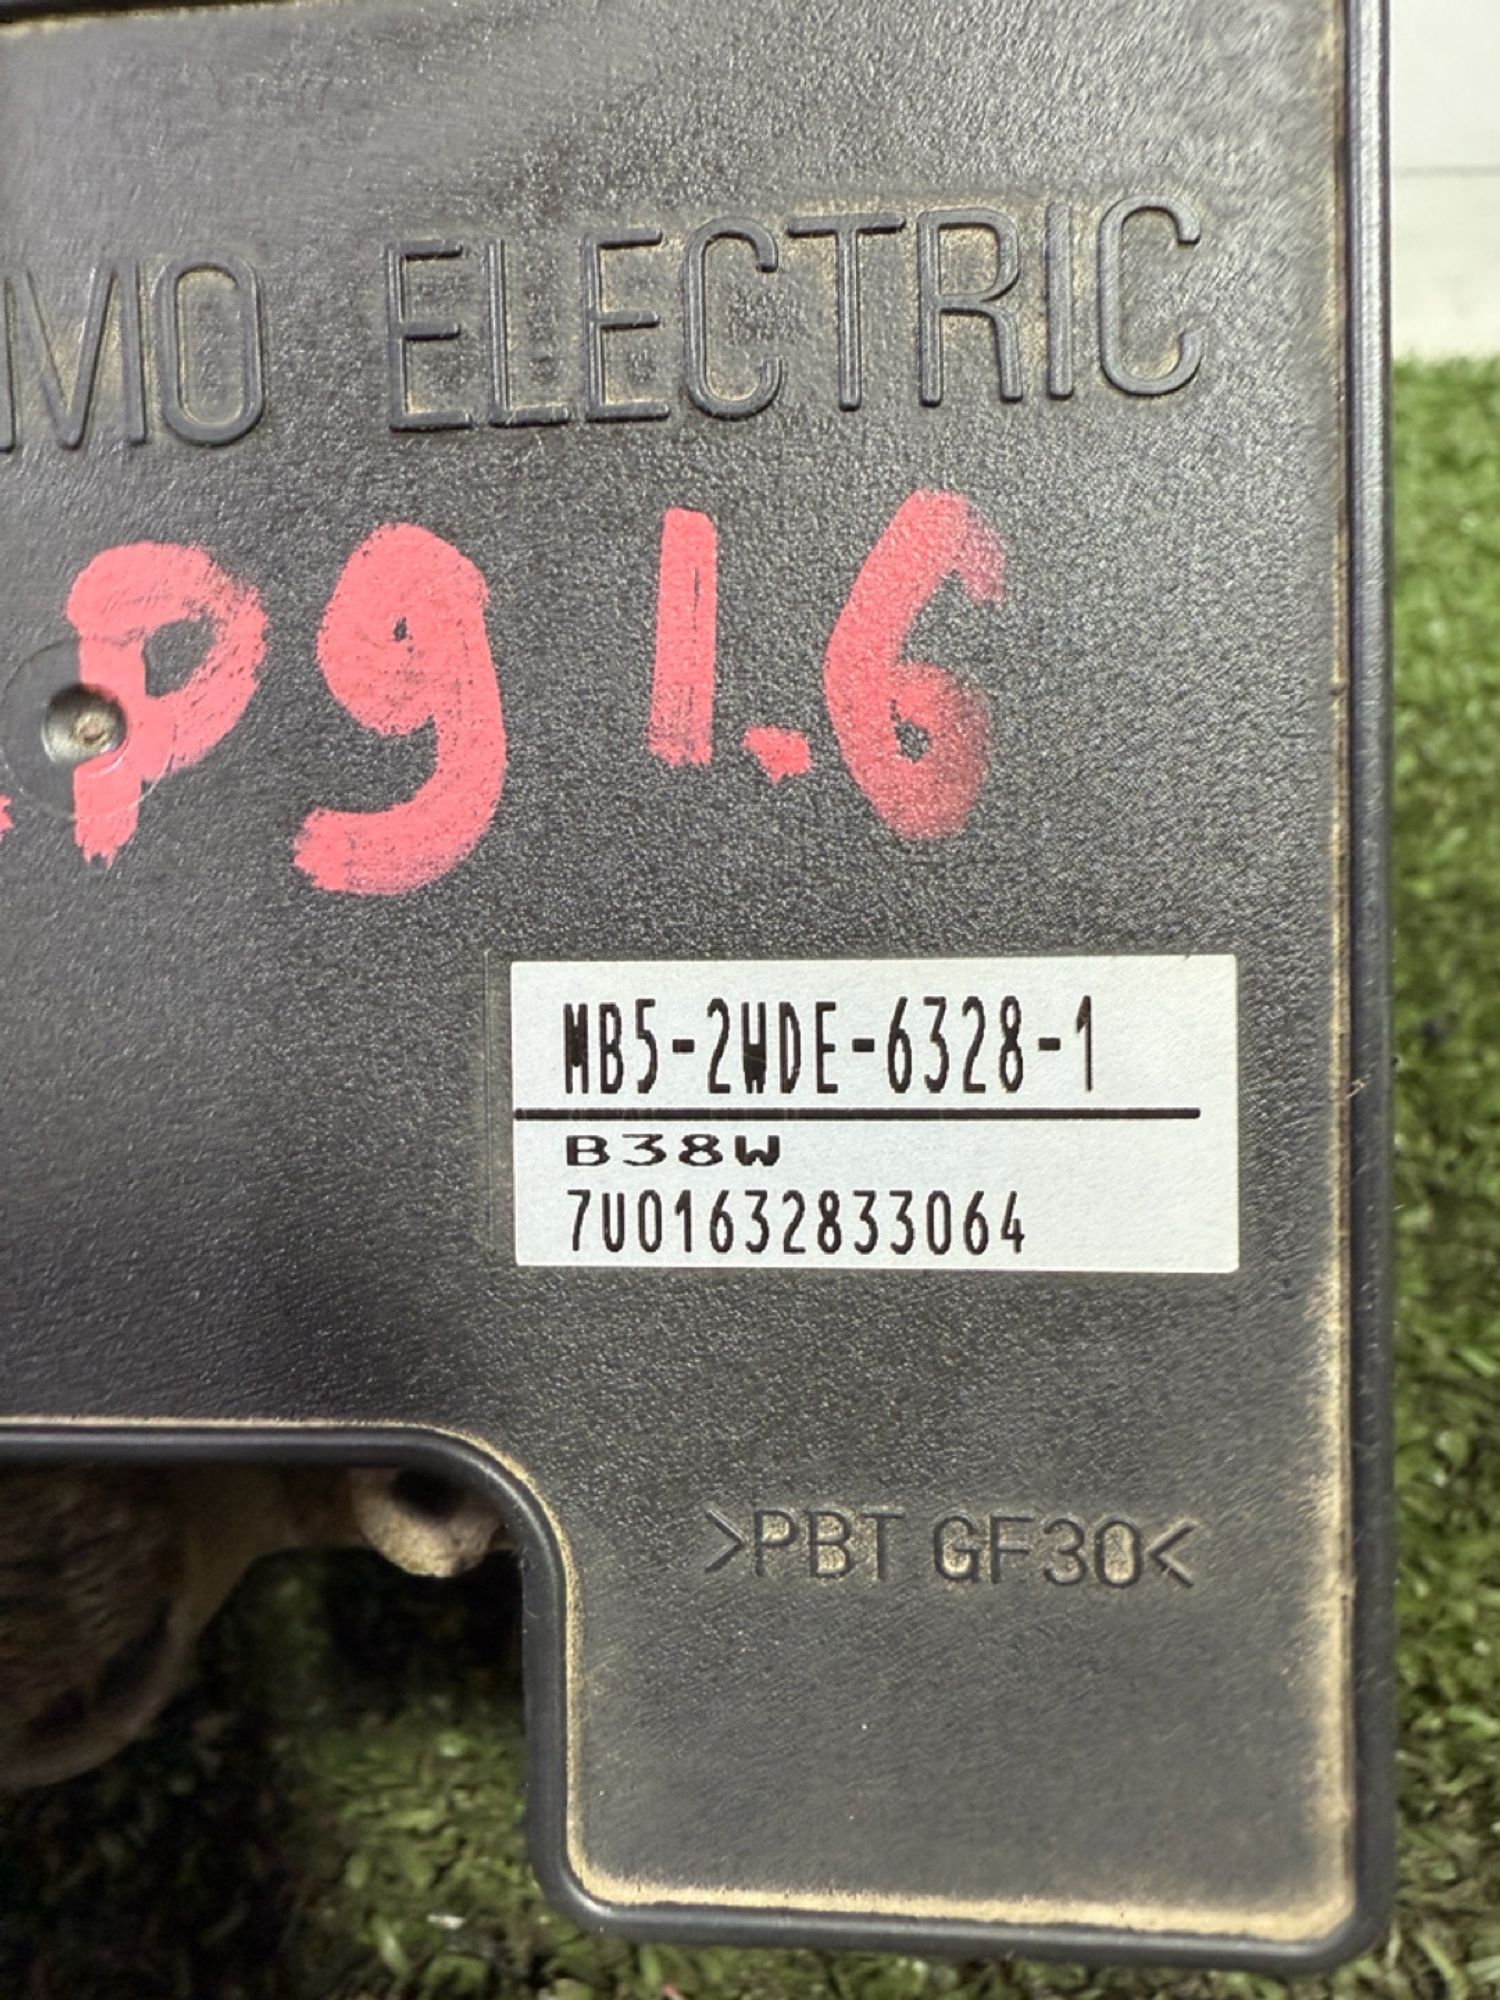 MO ELECTRIC
.P9 1.6
MB5-2WDE-6328-1
B38W
7U01632833064
>PBT GF30<